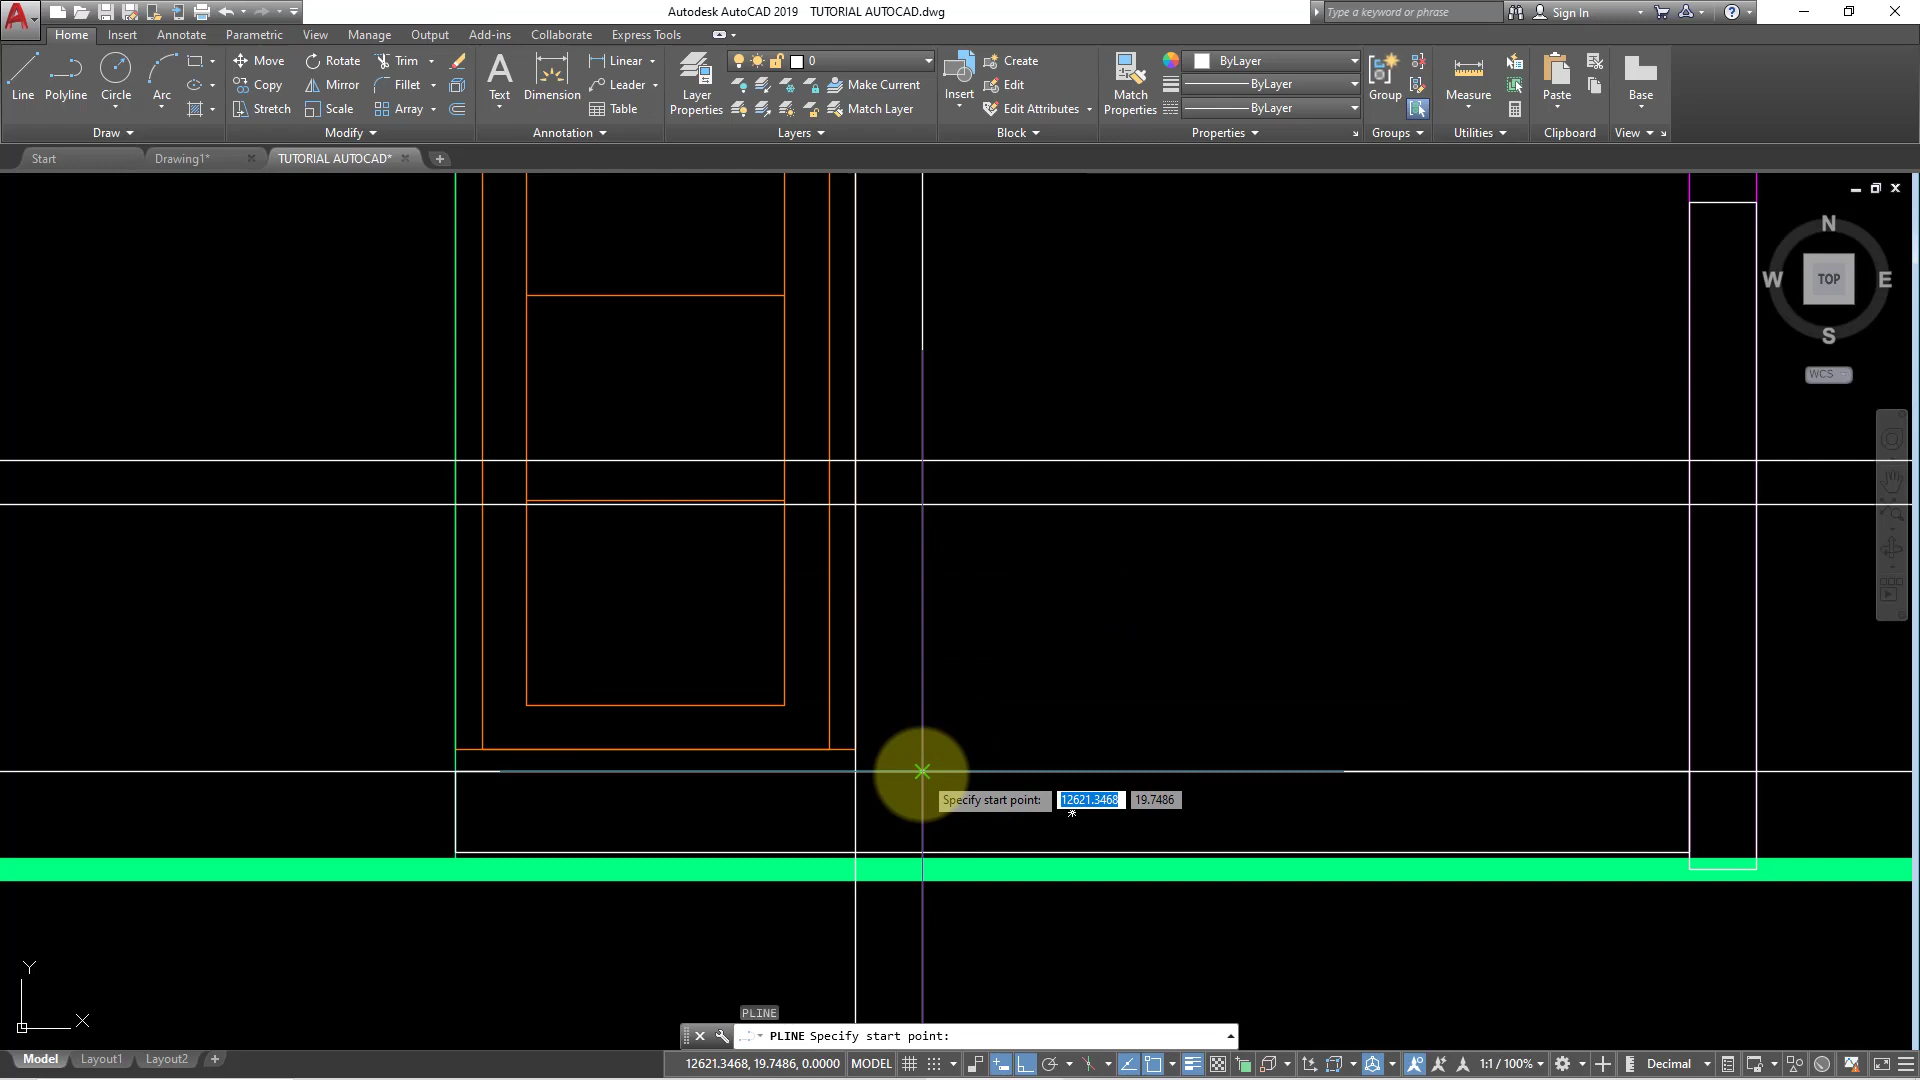 Autodesk AutoCAD 2019 TUTORIAL AUTOCAD.dwg
Type a keyword or phrase
Sign In
Home Insert Annotate Parametric View Manage Output Add-ins Collaborate Express Tools
Line Polyline Circle Arc
Move Rotate Trim
Copy Mirror Fillet
Stretch Scale Array
Text Dimension
Linear
Leader
Table
Layer
Properties
0
Make Current
Match Layer
Insert
Create
Edit
Edit Attributes
Match
Properties
ByLayer
ByLayer
ByLayer
Group
Measure
Paste
Base
Draw Modify Annotation Layers Block Properties Groups Utilities Clipboard View
Start Drawing1* TUTORIAL AUTOCAD*
N
W TOP E
S
WCS
Specify start point: 12621.3468 19.7486
Y
X
PLINE
PLINE Specify start point:
Model Layout1 Layout2
12621.3468, 19.7486, 0.0000 MODEL
1:1 / 100%
Decimal